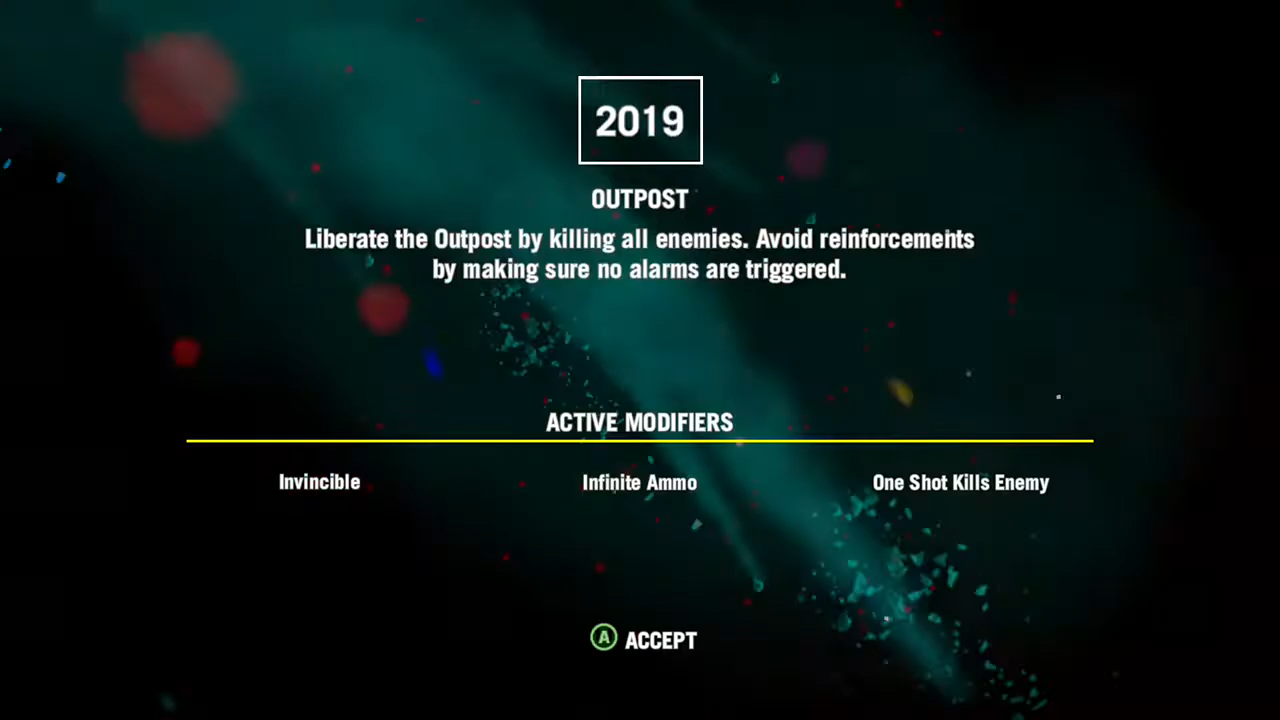 2019
OUTPOST
Liberate the Outpost by killing all enemies. Avoid reinforcements
by making sure no alarms are triggered.
ACTIVE MODIFIERS
Invincible
Infinite Ammo
One Shot Kills Enemy
A ACCEPT